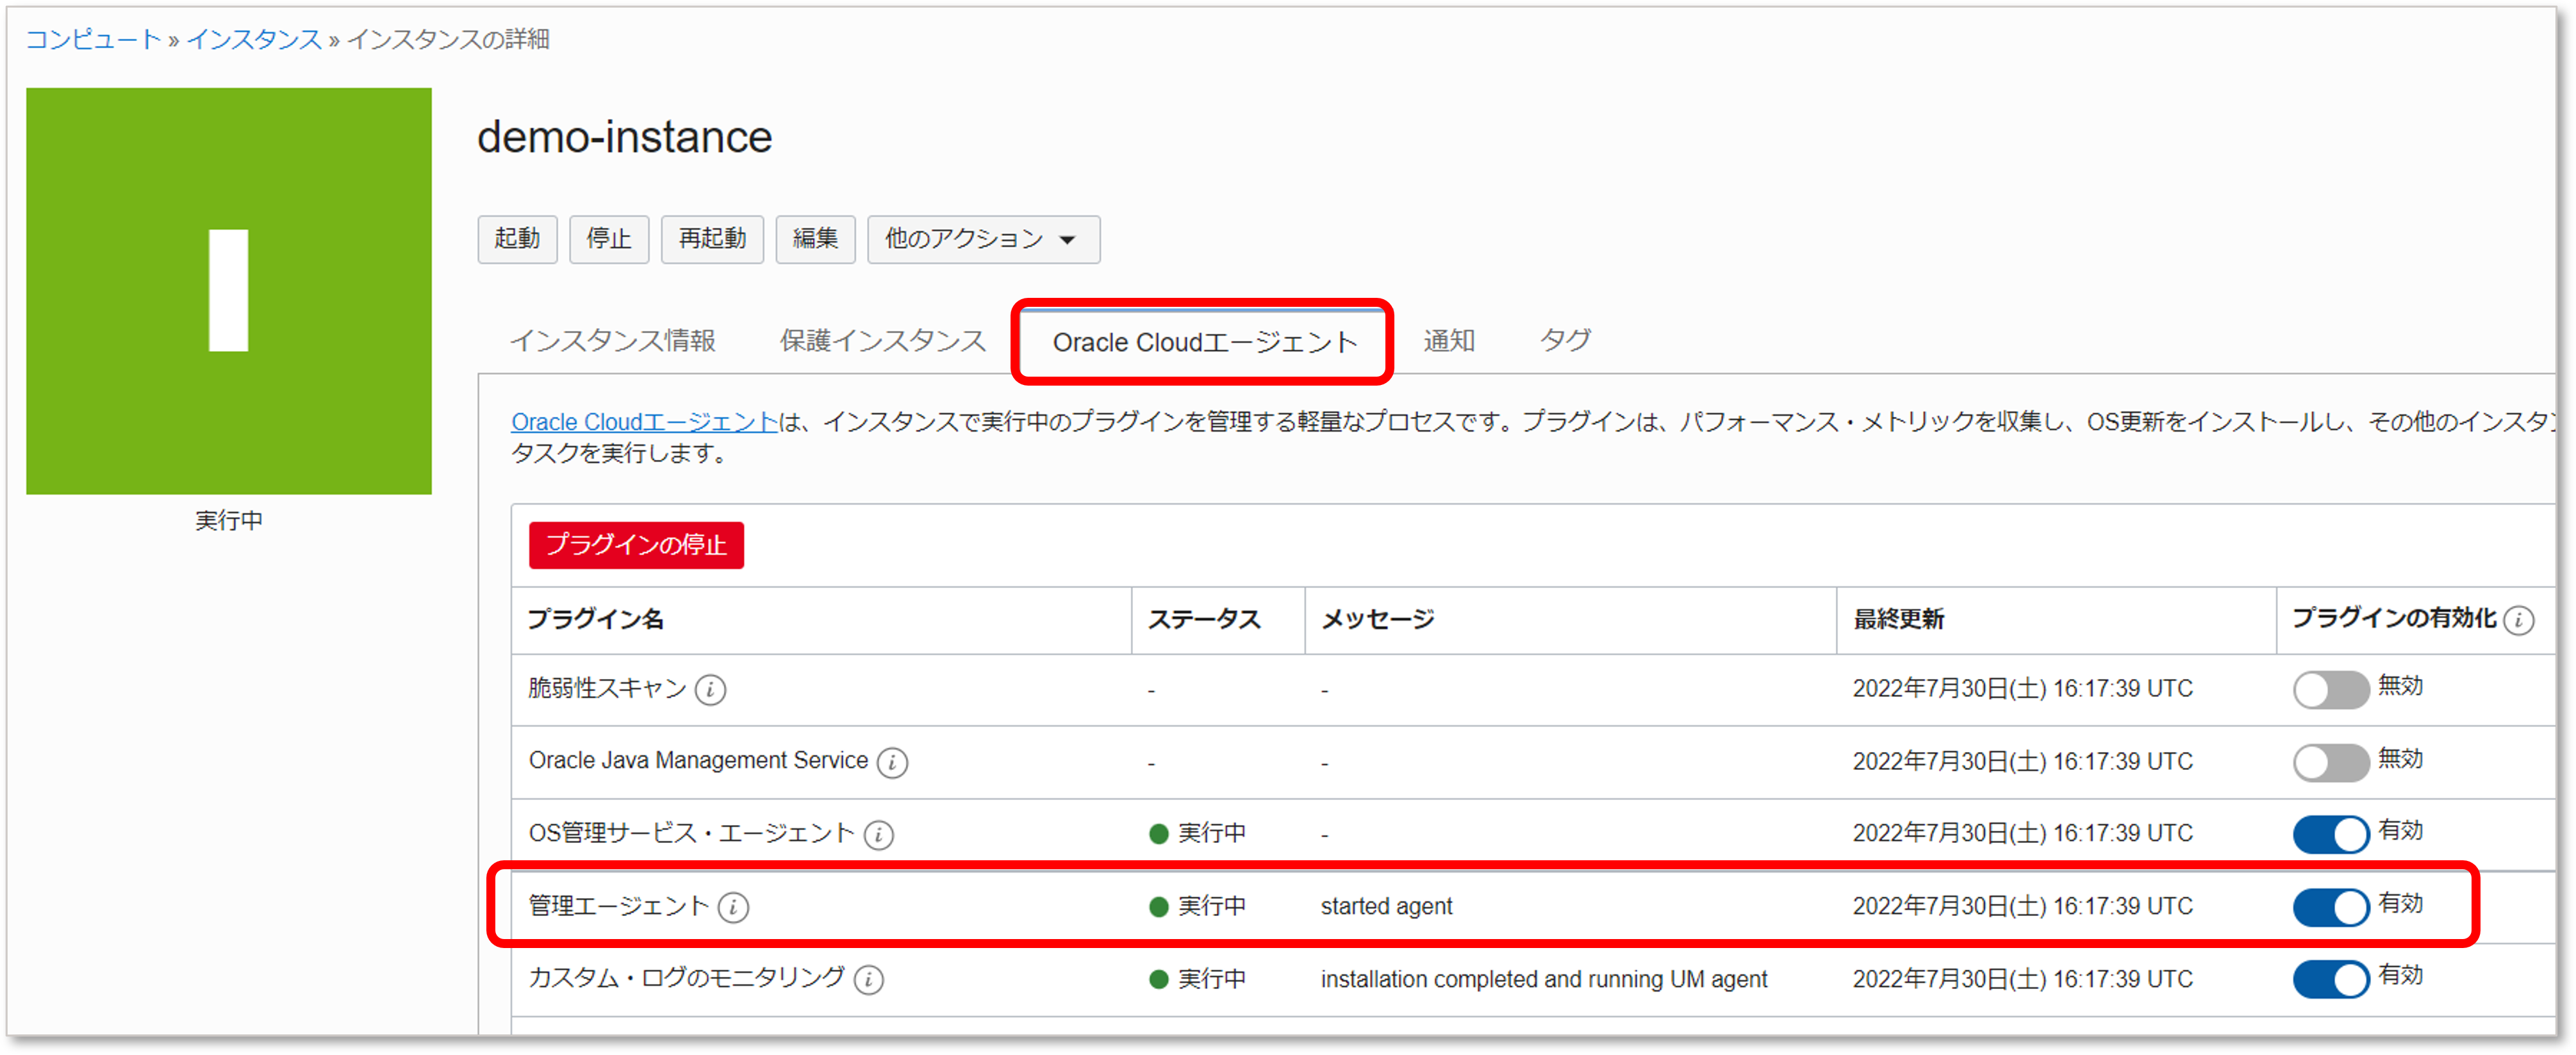 コンピュート » インスタンス » インスタンスの詳細
I
実行中
demo-instance
起動 停止 再起動 編集 他のアクション
インスタンス情報 保護インスタンス Oracle Cloudエージェント 通知 タグ
Oracle Cloudエージェントは、インスタンスで実行中のプラグインを管理する軽量なプロセスです。プラグインは、パフォーマンス・メトリックを収集し、OS更新をインストールし、その他のインスタン
タスクを実行します。
プラグインの停止
プラグイン名 ステータス メッセージ 最終更新 プラグインの有効化 i
脆弱性スキャン i - - 2022年7月30日(土) 16:17:39 UTC 無効
Oracle Java Management Service i - - 2022年7月30日(土) 16:17:39 UTC 無効
OS管理サービス・エージェント i 実行中 - 2022年7月30日(土) 16:17:39 UTC 有効
管理エージェント i 実行中 started agent 2022年7月30日(土) 16:17:39 UTC 有効
カスタム・ログのモニタリング i 実行中 installation completed and running UM agent 2022年7月30日(土) 16:17:39 UTC 有効